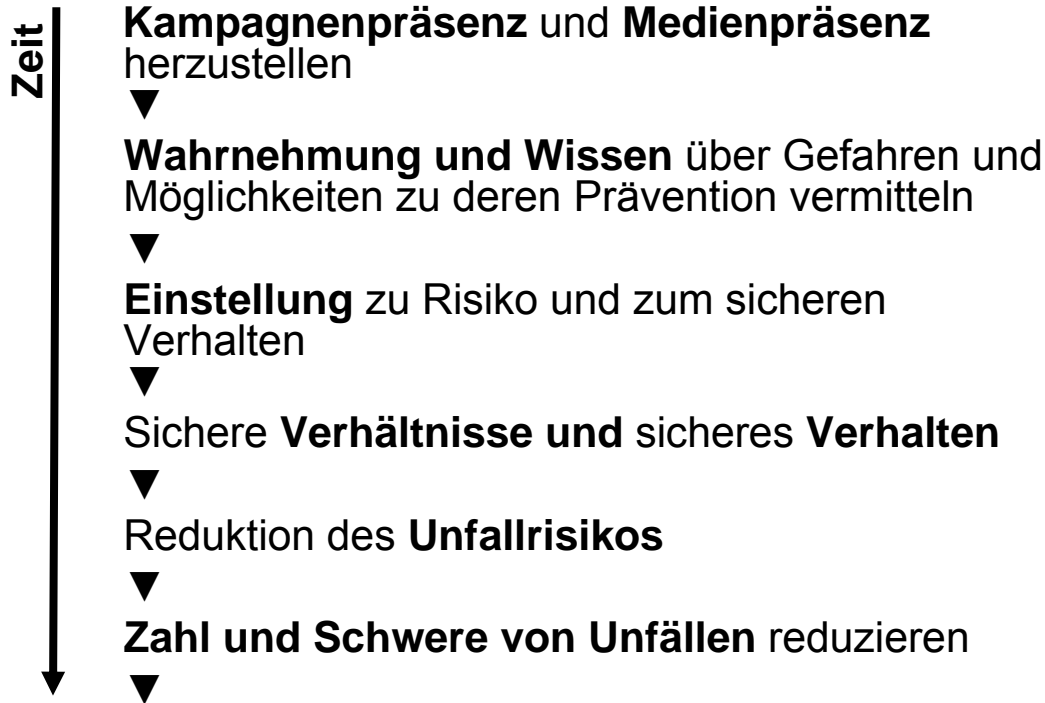 Zeit
Kampagnenpräsenz und Medienpräsenz
herzustellen
▼
Wahrnehmung und Wissen über Gefahren und
Möglichkeiten zu deren Prävention vermitteln
▼
Einstellung zu Risiko und zum sicheren
Verhalten
▼
Sichere Verhältnisse und sicheres Verhalten
▼
Reduktion des Unfallrisikos
▼
Zahl und Schwere von Unfällen reduzieren
▼